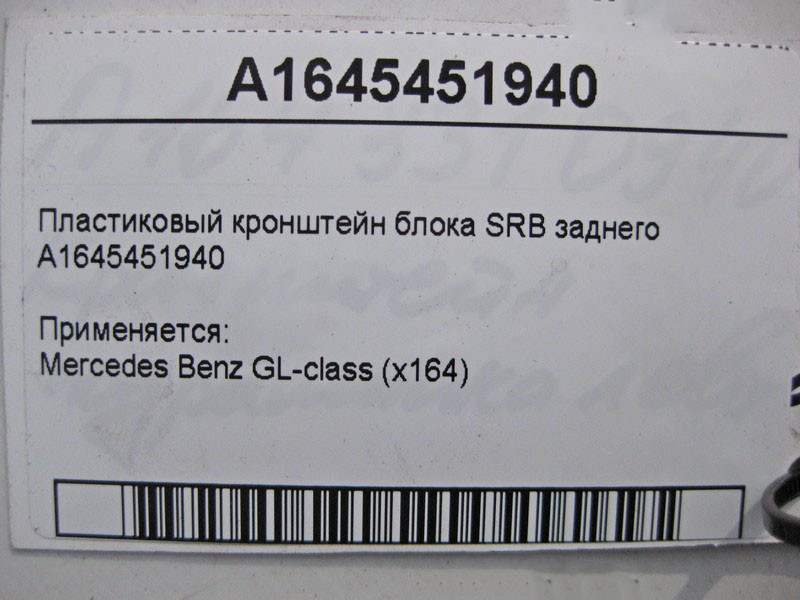 A1645451940
Пластиковый кронштейн блока SRB заднего
A1645451940
Применяется:
Mercedes Benz GL-class (x164)